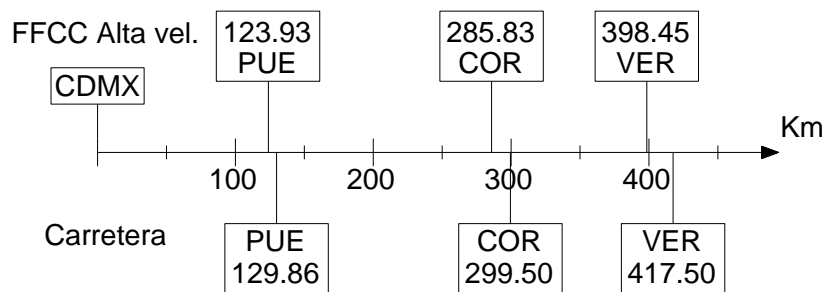 FFCC Alta vel.
123.93
PUE
285.83
COR
398.45
VER
CDMX
Km
100
200
300
400
Carretera
PUE
129.86
COR
299.50
VER
417.50